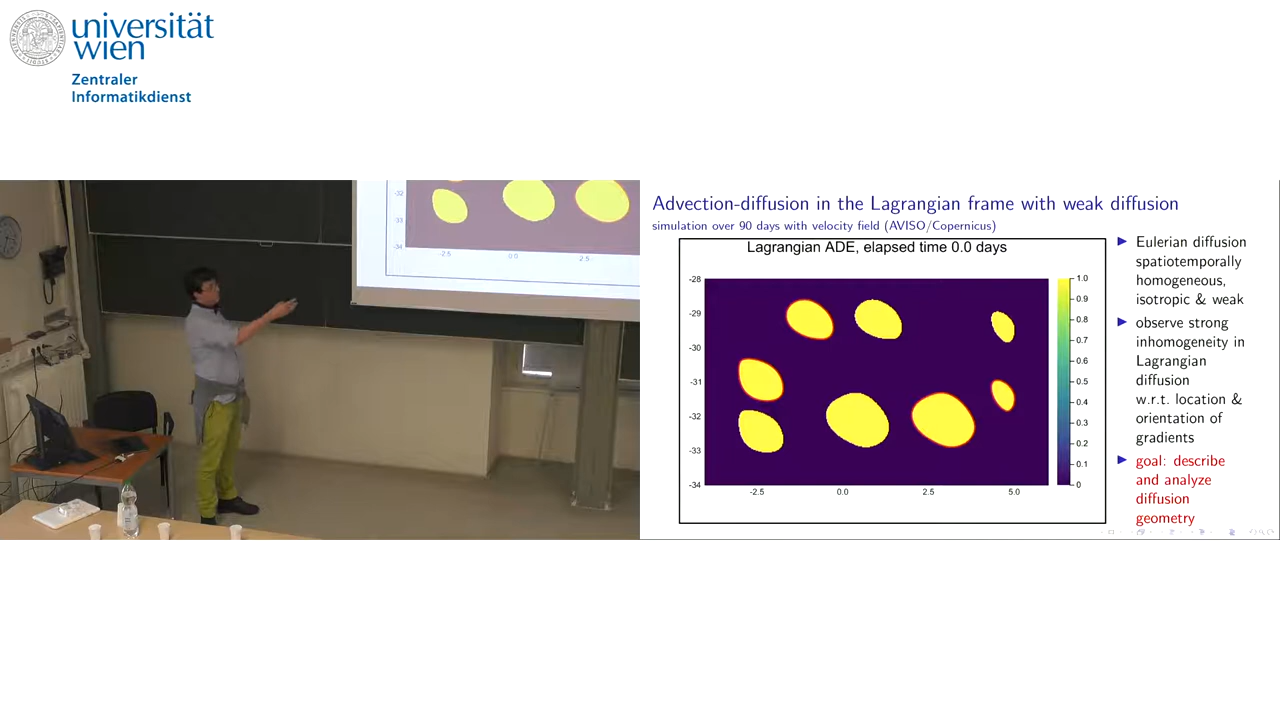 universität
wien
Zentraler
Informatikdienst
-32
-33
-34
-2.5
0.0
2.5
Advection-diffusion in the Lagrangian frame with weak diffusion
simulation over 90 days with velocity field (AVISO/Copernicus)
Lagrangian ADE, elapsed time 0.0 days
-28
-29
-30
-31
-32
-33
-34
-2.5
0.0
2.5
5.0
1.0
0.9
0.8
0.7
0.6
0.5
0.4
0.3
0.2
0.1
0
Eulerian diffusion
spatiotemporally
homogeneous,
isotropic & weak
observe strong
inhomogeneity in
Lagrangian
diffusion
w.r.t. location &
orientation of
gradients
goal: describe
and analyze
diffusion
geometry